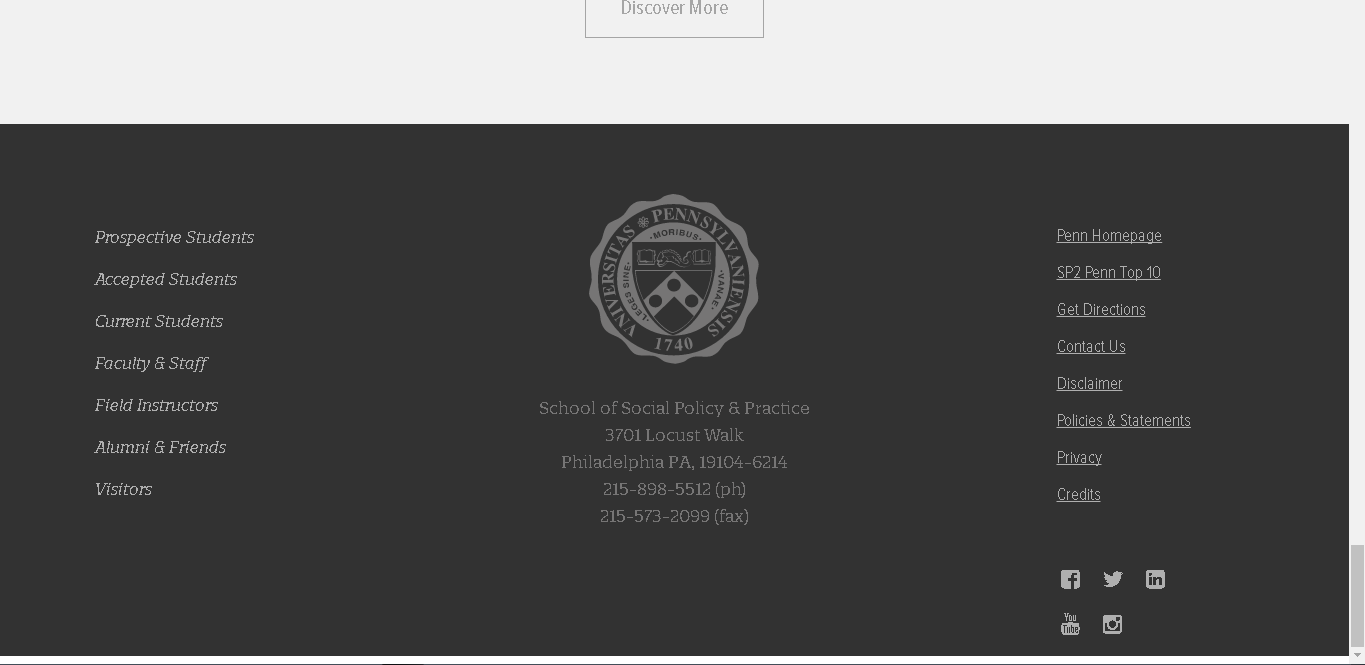 Discover More
Prospective Students
Accepted Students
Current Students
Faculty & Staff
Field Instructors
Alumni & Friends
Visitors
UNIVERSITAS PENNSYLVANIENSIS
LEGES SINE MORIBUS VANAE
1740
School of Social Policy & Practice
3701 Locust Walk
Philadelphia PA, 19104-6214
215-898-5512 (ph)
215-573-2099 (fax)
Penn Homepage
SP2 Penn Top 10
Get Directions
Contact Us
Disclaimer
Policies & Statements
Privacy
Credits
You
Tube